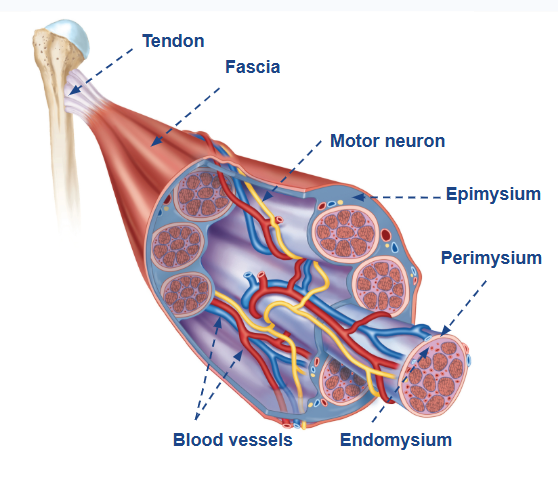 Tendon
Fascia
Motor neuron
Epimysium
Perimysium
Blood vessels
Endomysium